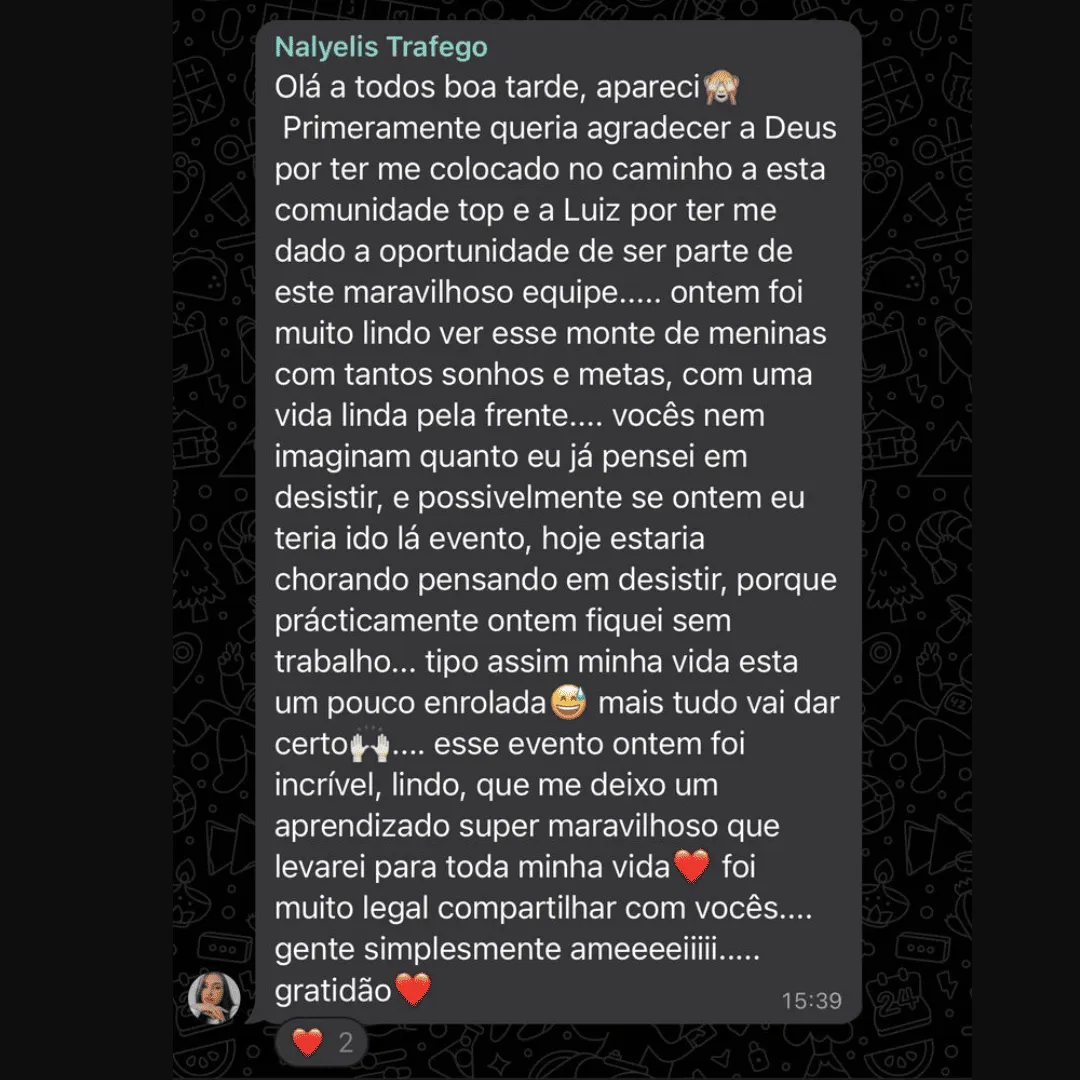 Nalyelis Trafego
Olá a todos boa tarde, apareci🙈
Primeramente queria agradecer a Deus
por ter me colocado no caminho a esta
comunidade top e a Luiz por ter me
dado a oportunidade de ser parte de
este maravilhoso equipe..... ontem foi
muito lindo ver esse monte de meninas
com tantos sonhos e metas, com uma
vida linda pela frente.... vocês nem
imaginam quanto eu já pensei em
desistir, e possivelmente se ontem eu
teria ido lá evento, hoje estaria
chorando pensando em desistir, porque
prácticamente ontem fiquei sem
trabalho... tipo assim minha vida esta
um pouco enrolada😅 mais tudo vai dar
certo🙌🏻.... esse evento ontem foi
incrível, lindo, que me deixo um
aprendizado super maravilhoso que
levarei para toda minha vida❤️ foi
muito legal compartilhar com vocês....
gente simplesmente ameeeeiiiii.....
gratidão❤️
15:39
❤️ 2